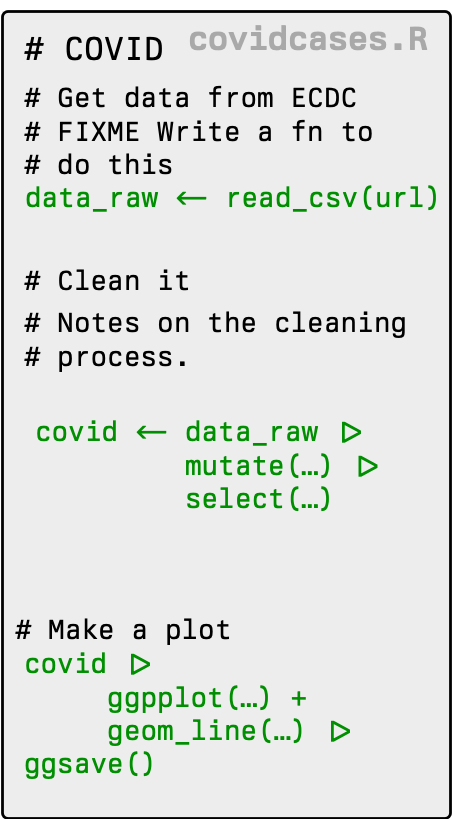 # COVID covidcases.R
# Get data from ECDC
# FIXME Write a fn to
# do this
data_raw ⟵ read_csv(url)
# Clean it
# Notes on the cleaning
# process.
covid ⟵ data_raw ▷
mutate(…) ▷
select(…)
# Make a plot
covid ▷
ggpplot(…) +
geom_line(…) ▷
ggsave()